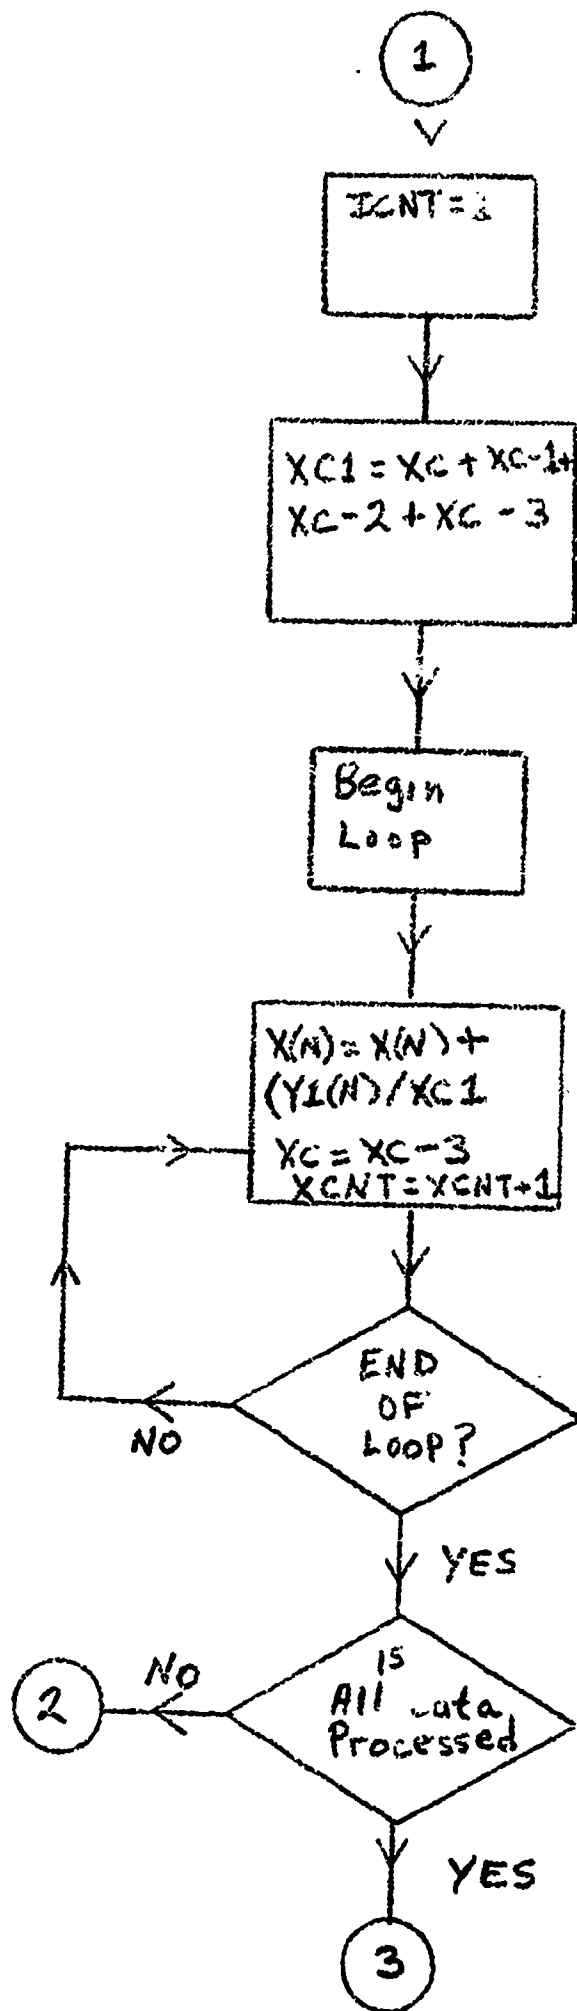 1
ICNT=1
XC1 = XC + XC-1+
XC-2 + XC - 3
Begin
Loop
X(N)= X(N) +
(Y1(N)/XC1
XC = XC-3
XCNT=XCNT+1
END
OF
LOOP?
NO
YES
Is
All
Processed
NO
2
YES
3